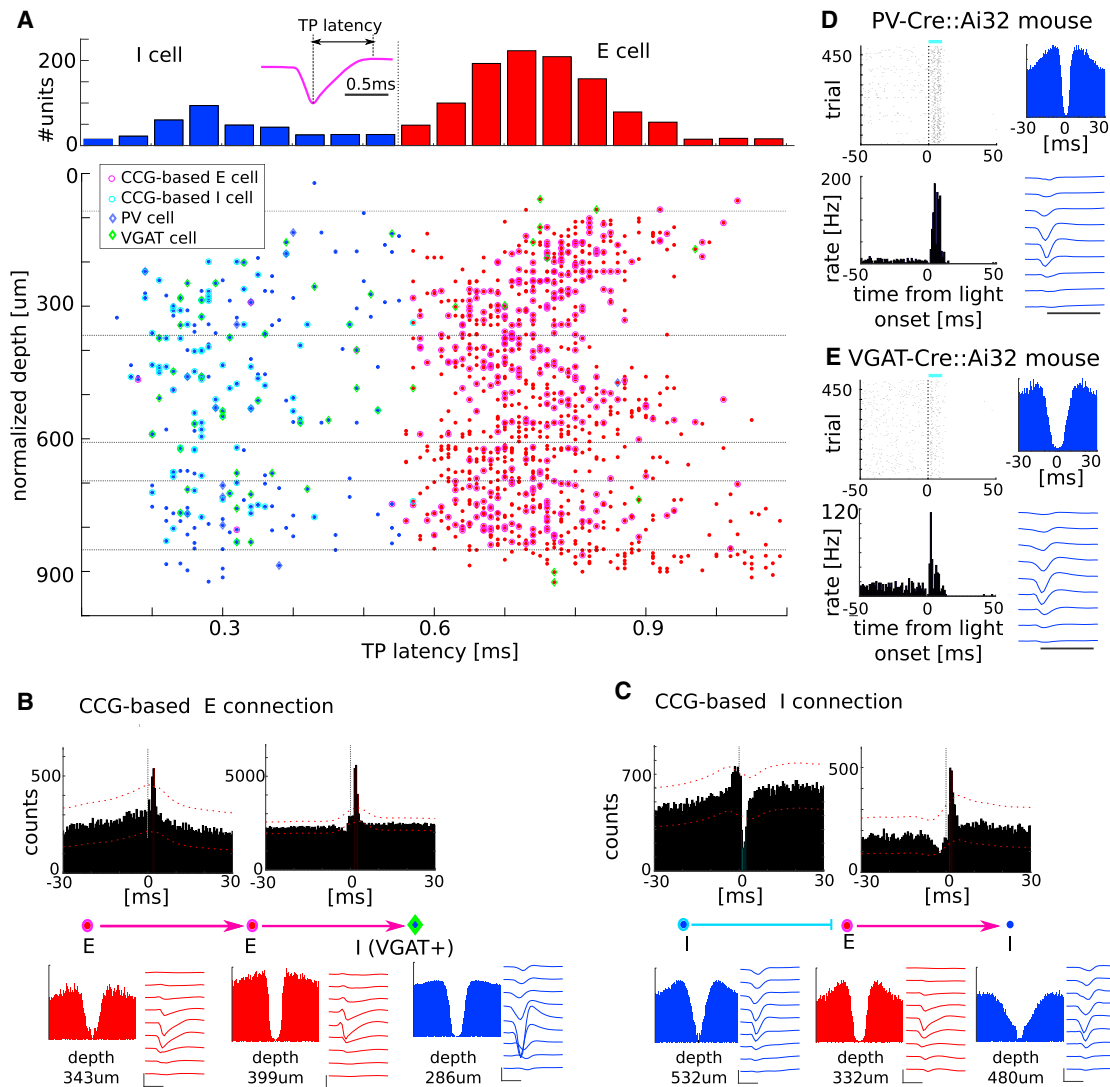 A
TP latency
I cell
E cell
0.5ms
#units
200
0
CCG-based E cell
CCG-based I cell
PV cell
VGAT cell
normalized depth [um]
0
300
600
900
0.3
0.6
0.9
TP latency [ms]
D
PV-Cre::Ai32 mouse
trial
450
-50
0
50
-30
0
30
[ms]
rate [Hz]
200
0
-50
0
50
time from light
onset [ms]
E VGAT-Cre::Ai32 mouse
trial
450
-50
0
50
-30
0
30
[ms]
rate [Hz]
120
0
-50
0
50
time from light
onset [ms]
B
CCG-based E connection
counts
500
0
-30
0
30
[ms]
5000
0
-30
0
30
[ms]
E
E
I (VGAT+)
depth
343um
depth
399um
depth
286um
C
CCG-based I connection
counts
700
0
-30
0
30
[ms]
500
0
-30
0
30
[ms]
I
E
I
depth
532um
depth
332um
depth
480um